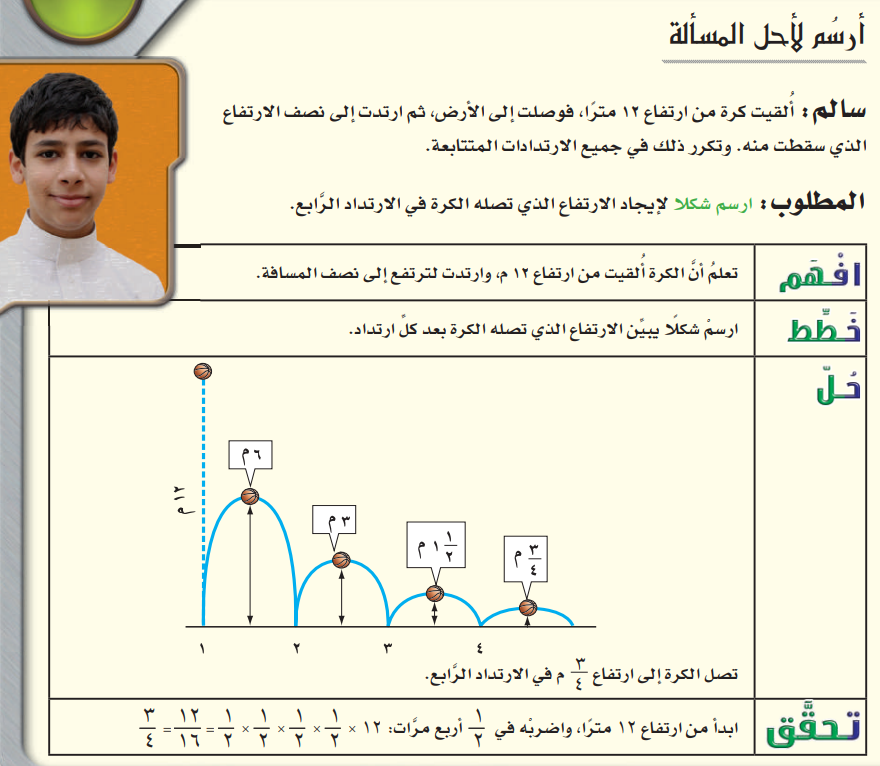 أرسُم لأحل المسألة
سالم: أُلقيت كرة من ارتفاع ١٢ مترًا، فوصلت إلى الأرض، ثم ارتدت إلى نصف الارتفاع
الذي سقطت منه. وتكرر ذلك في جميع الارتدادات المتتابعة.
المطلوب: ارسم شكلا لإيجاد الارتفاع الذي تصله الكرة في الارتداد الرَّابع.
افْهَم
تعلمُ أنَّ الكرة أُلقيت من ارتفاع ١٢ م، وارتدت لترتفع إلى نصف المسافة.
خَطِّط
ارسمْ شكلًا يبيِّن الارتفاع الذي تصله الكرة بعد كلِّ ارتداد.
حُلّ
١٢ م
٦ م
٣ م
١ ١/٢ م
٣/٤ م
١ ٢ ٣ ٤
تصل الكرة إلى ارتفاع ٣/٤ م في الارتداد الرَّابع.
تحقَّق
ابدأ من ارتفاع ١٢ مترًا، واضربْه في ١/٢ أربع مرَّات: ١٢ × ١/٢ × ١/٢ × ١/٢ × ١/٢ = ١٢/١٦ = ٣/٤